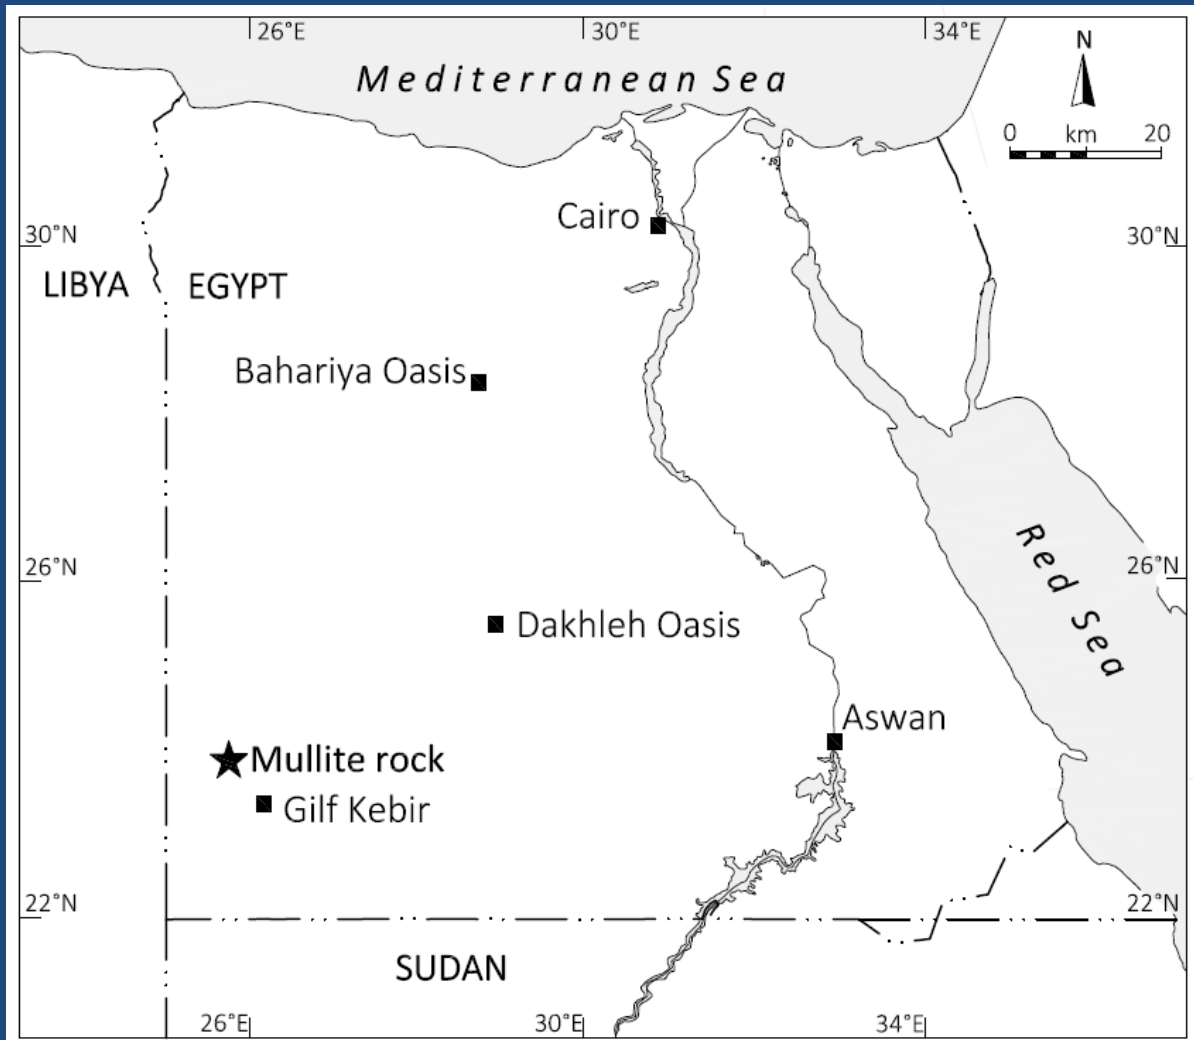 26°E
30°E
34°E
Mediterranean Sea
N
0 km 20
Cairo
30°N
30°N
LIBYA
EGYPT
Bahariya Oasis
26°N
26°N
Red Sea
Dakhleh Oasis
Aswan
Mullite rock
Gilf Kebir
22°N
22°N
SUDAN
26°E
30°E
34°E